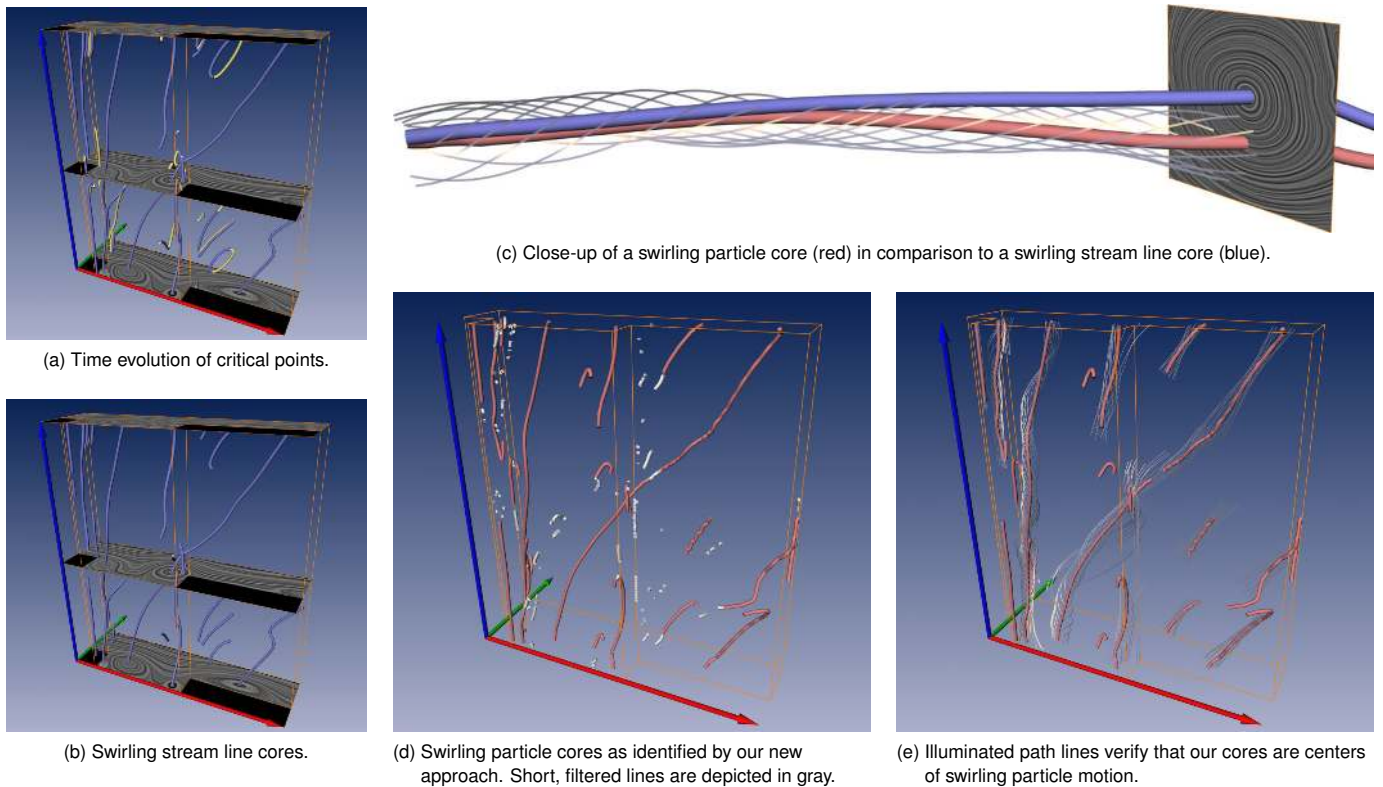 (a) Time evolution of critical points.
(b) Swirling stream line cores.
(c) Close-up of a swirling particle core (red) in comparison to a swirling stream line core (blue).
(d) Swirling particle cores as identified by our new
approach. Short, filtered lines are depicted in gray.
(e) Illuminated path lines verify that our cores are centers
of swirling particle motion.